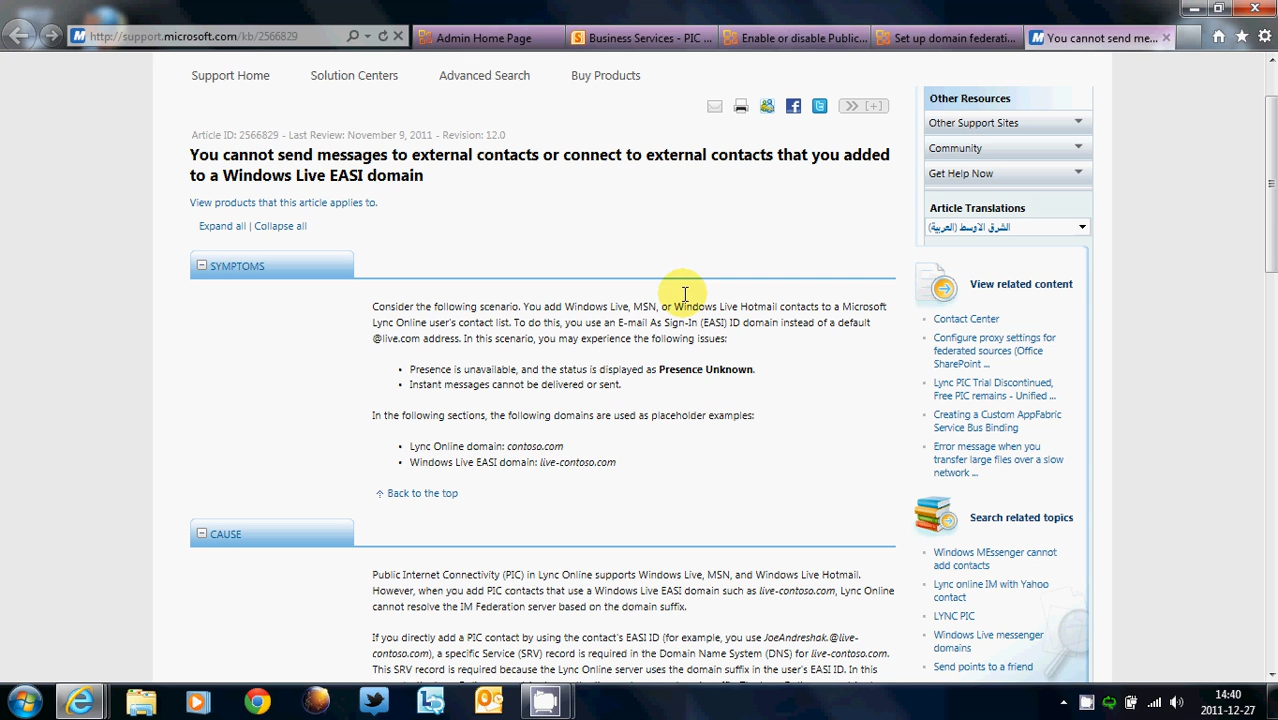 http://support.microsoft.com/kb/2566829
Admin Home Page
Business Services - PIC ...
Enable or disable Public...
Set up domain federati...
You cannot send me...
Support Home
Solution Centers
Advanced Search
Buy Products
[+]
Article ID: 2566829 - Last Review: November 9, 2011 - Revision: 12.0
You cannot send messages to external contacts or connect to external contacts that you added
to a Windows Live EASI domain
View products that this article applies to.
Expand all | Collapse all
SYMPTOMS
Consider the following scenario. You add Windows Live, MSN, or Windows Live Hotmail contacts to a Microsoft
Lync Online user's contact list. To do this, you use an E-mail As Sign-In (EASI) ID domain instead of a default
@live.com address. In this scenario, you may experience the following issues:
• Presence is unavailable, and the status is displayed as Presence Unknown.
• Instant messages cannot be delivered or sent.
In the following sections, the following domains are used as placeholder examples:
• Lync Online domain: contoso.com
• Windows Live EASI domain: live-contoso.com
Back to the top
CAUSE
Public Internet Connectivity (PIC) in Lync Online supports Windows Live, MSN, and Windows Live Hotmail.
However, when you add PIC contacts that use a Windows Live EASI domain such as live-contoso.com, Lync Online
cannot resolve the IM Federation server based on the domain suffix.
If you directly add a PIC contact by using the contact's EASI ID (for example, you use JoeAndreshak.@live-
contoso.com), a specific Service (SRV) record is required in the Domain Name System (DNS) for live-contoso.com.
This SRV record is required because the Lync Online server uses the domain suffix in the user's EASI ID. In this
Other Resources
Other Support Sites
Community
Get Help Now
Article Translations
الشرق الاوسط (العربية)
View related content
Contact Center
Configure proxy settings for
federated sources (Office
SharePoint ...
Lync PIC Trial Discontinued,
Free PIC remains - Unified ...
Creating a Custom AppFabric
Service Bus Binding
Error message when you
transfer large files over a slow
network ...
Search related topics
Windows MEssenger cannot
add contacts
Lync online IM with Yahoo
contact
LYNC PIC
Windows Live messenger
domains
Send points to a friend
14:40
2011-12-27